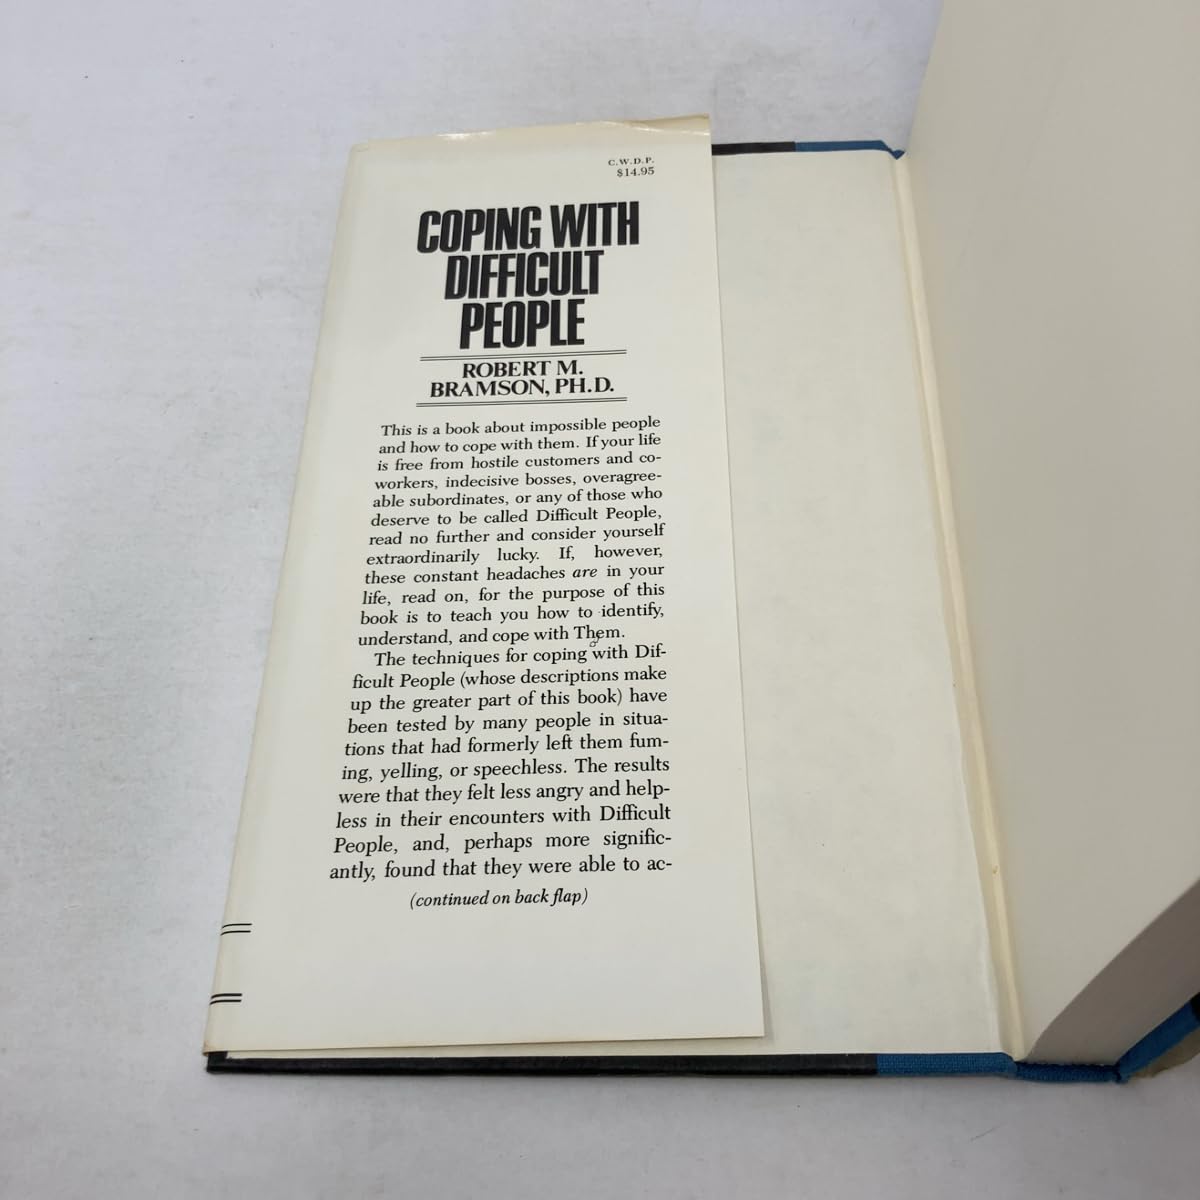 C.W.D.P.
$14.95
COPING WITH
DIFFICULT
PEOPLE
ROBERT M.
BRAMSON, PH.D.
This is a book about impossible people
and how to cope with them. If your life
is free from hostile customers and co-
workers, indecisive bosses, overagree-
able subordinates, or any of those who
deserve to be called Difficult People,
read no further and consider yourself
extraordinarily lucky. If, however,
these constant headaches are in your
life, read on, for the purpose of this
book is to teach you how to identify,
understand, and cope with Them.
The techniques for coping with Dif-
ficult People (whose descriptions make
up the greater part of this book) have
been tested by many people in situa-
tions that had formerly left them fum-
ing, yelling, or speechless. The results
were that they felt less angry and help-
less in their encounters with Difficult
People, and, perhaps more signific-
antly, found that they were able to ac-
(continued on back flap)